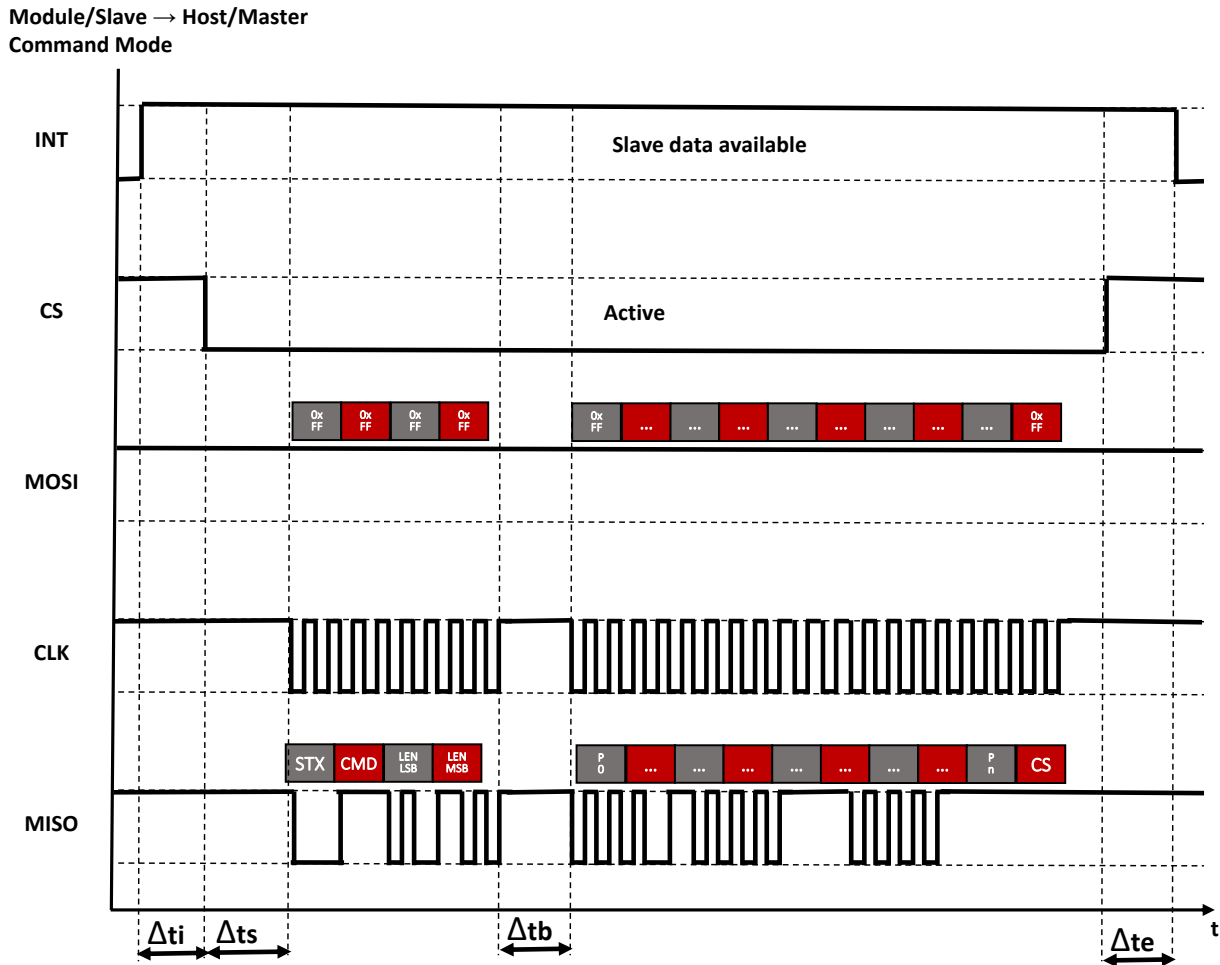 Module/Slave → Host/Master
Command Mode
INT
Slave data available
CS
Active
0x
FF
0x
FF
0x
FF
0x
FF
0x
FF
...
...
...
...
...
...
...
...
0x
FF
MOSI
CLK
STX
CMD
LEN
LSB
LEN
MSB
P
0
...
...
...
...
...
...
...
P
n
CS
MISO
t
Δti
Δts
Δtb
Δte